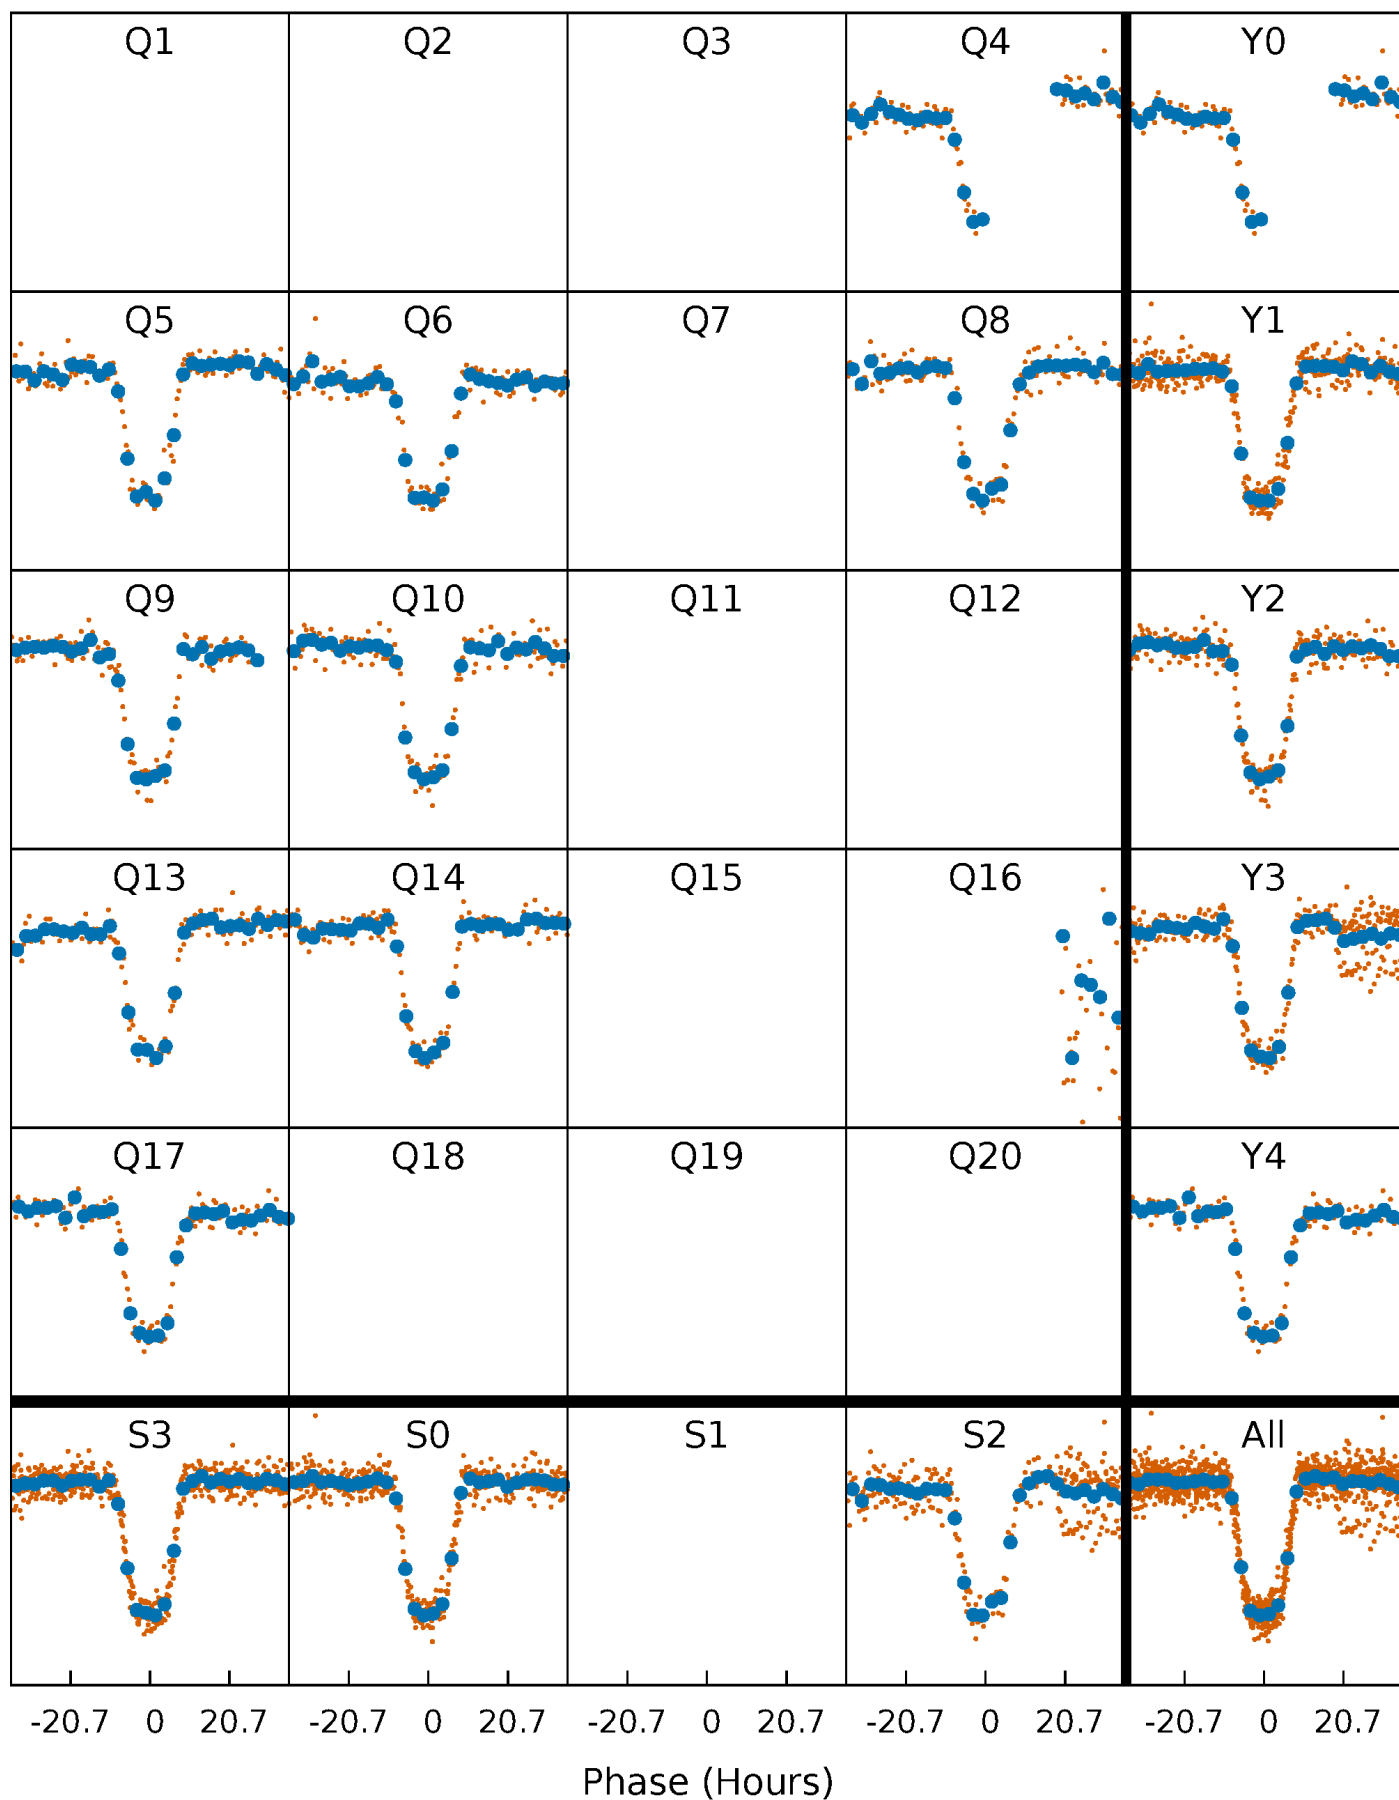 Q1 Q2 Q3 Q4 Y0
Q5 Q6 Q7 Q8 Y1
Q9 Q10 Q11 Q12 Y2
Q13 Q14 Q15 Q16 Y3
Q17 Q18 Q19 Q20 Y4
S3 S0 S1 S2 All
-20.7 0 20.7 -20.7 0 20.7 -20.7 0 20.7 -20.7 0 20.7 -20.7 0 20.7
Phase (Hours)